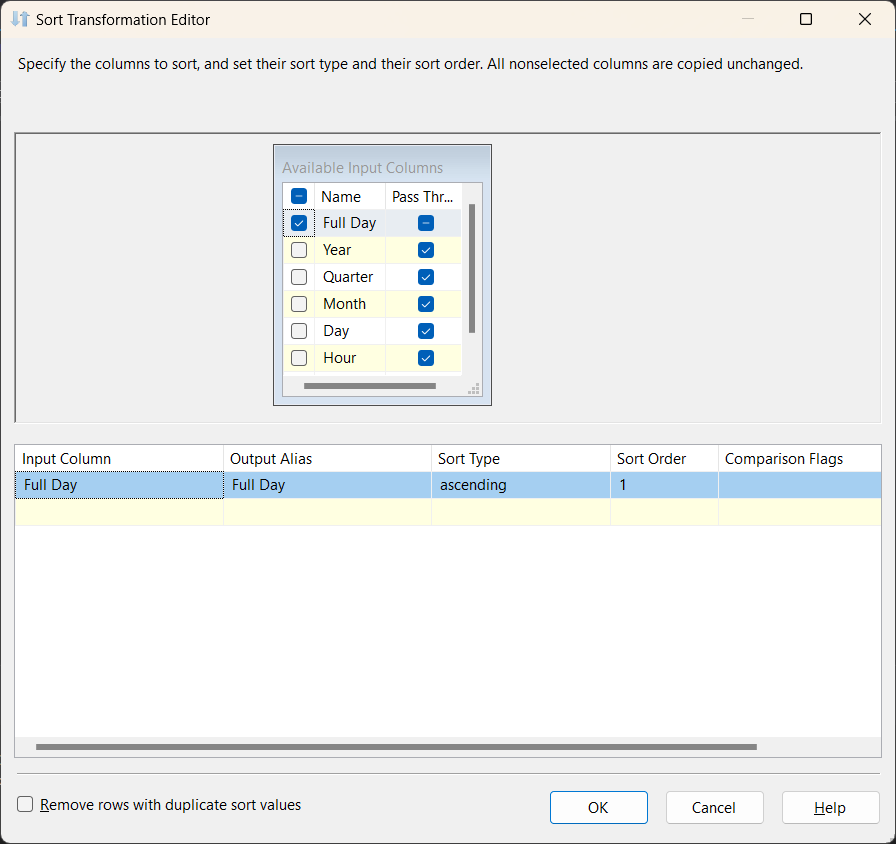 Sort Transformation Editor
Specify the columns to sort, and set their sort type and their sort order. All nonselected columns are copied unchanged.
Available Input Columns
Name Pass Thr...
Full Day
Year
Quarter
Month
Day
Hour
Input Column Output Alias Sort Type Sort Order Comparison Flags
Full Day Full Day ascending 1
Remove rows with duplicate sort values OK Cancel Help